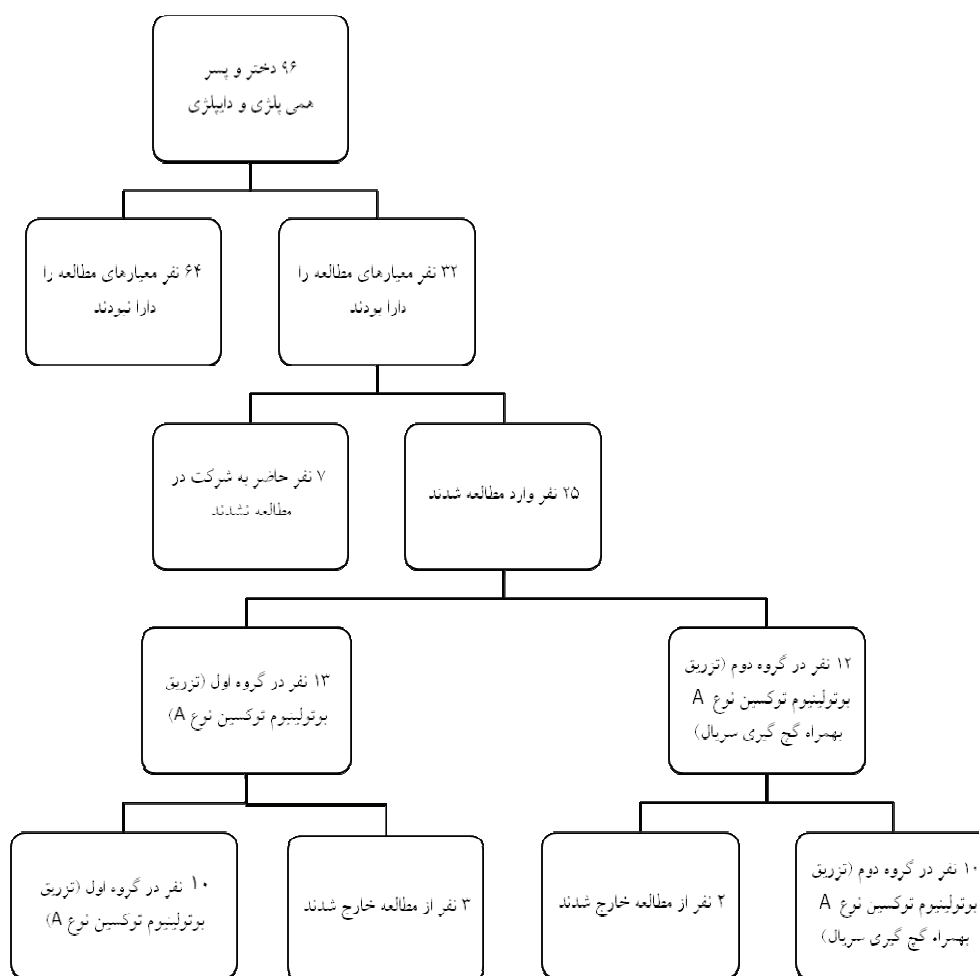 ۹۶ دختر و پسر
همی پلژی و دایپلژی
۳۲ نفر معیارهای مطالعه را
دارا بودند
۶۴ نفر معیارهای مطالعه را
دارا نبودند
۲۵ نفر وارد مطالعه شدند
۷ نفر حاضر به شرکت در
مطالعه نشدند
۱۲ نفر در گروه دوم (تزریق
بوتولینیوم توکسین نوع A
بهمراه گچ گیری سریال)
۱۳ نفر در گروه اول (تزریق
بوتولینیوم توکسین نوع A)
۱۰ نفر در گروه دوم (تزریق
بوتولینیوم توکسین نوع A
بهمراه گچ گیری سریال)
۲ نفر از مطالعه خارج شدند
۳ نفر از مطالعه خارج شدند
۱۰ نفر در گروه اول (تزریق
بوتولینیوم توکسین نوع A)